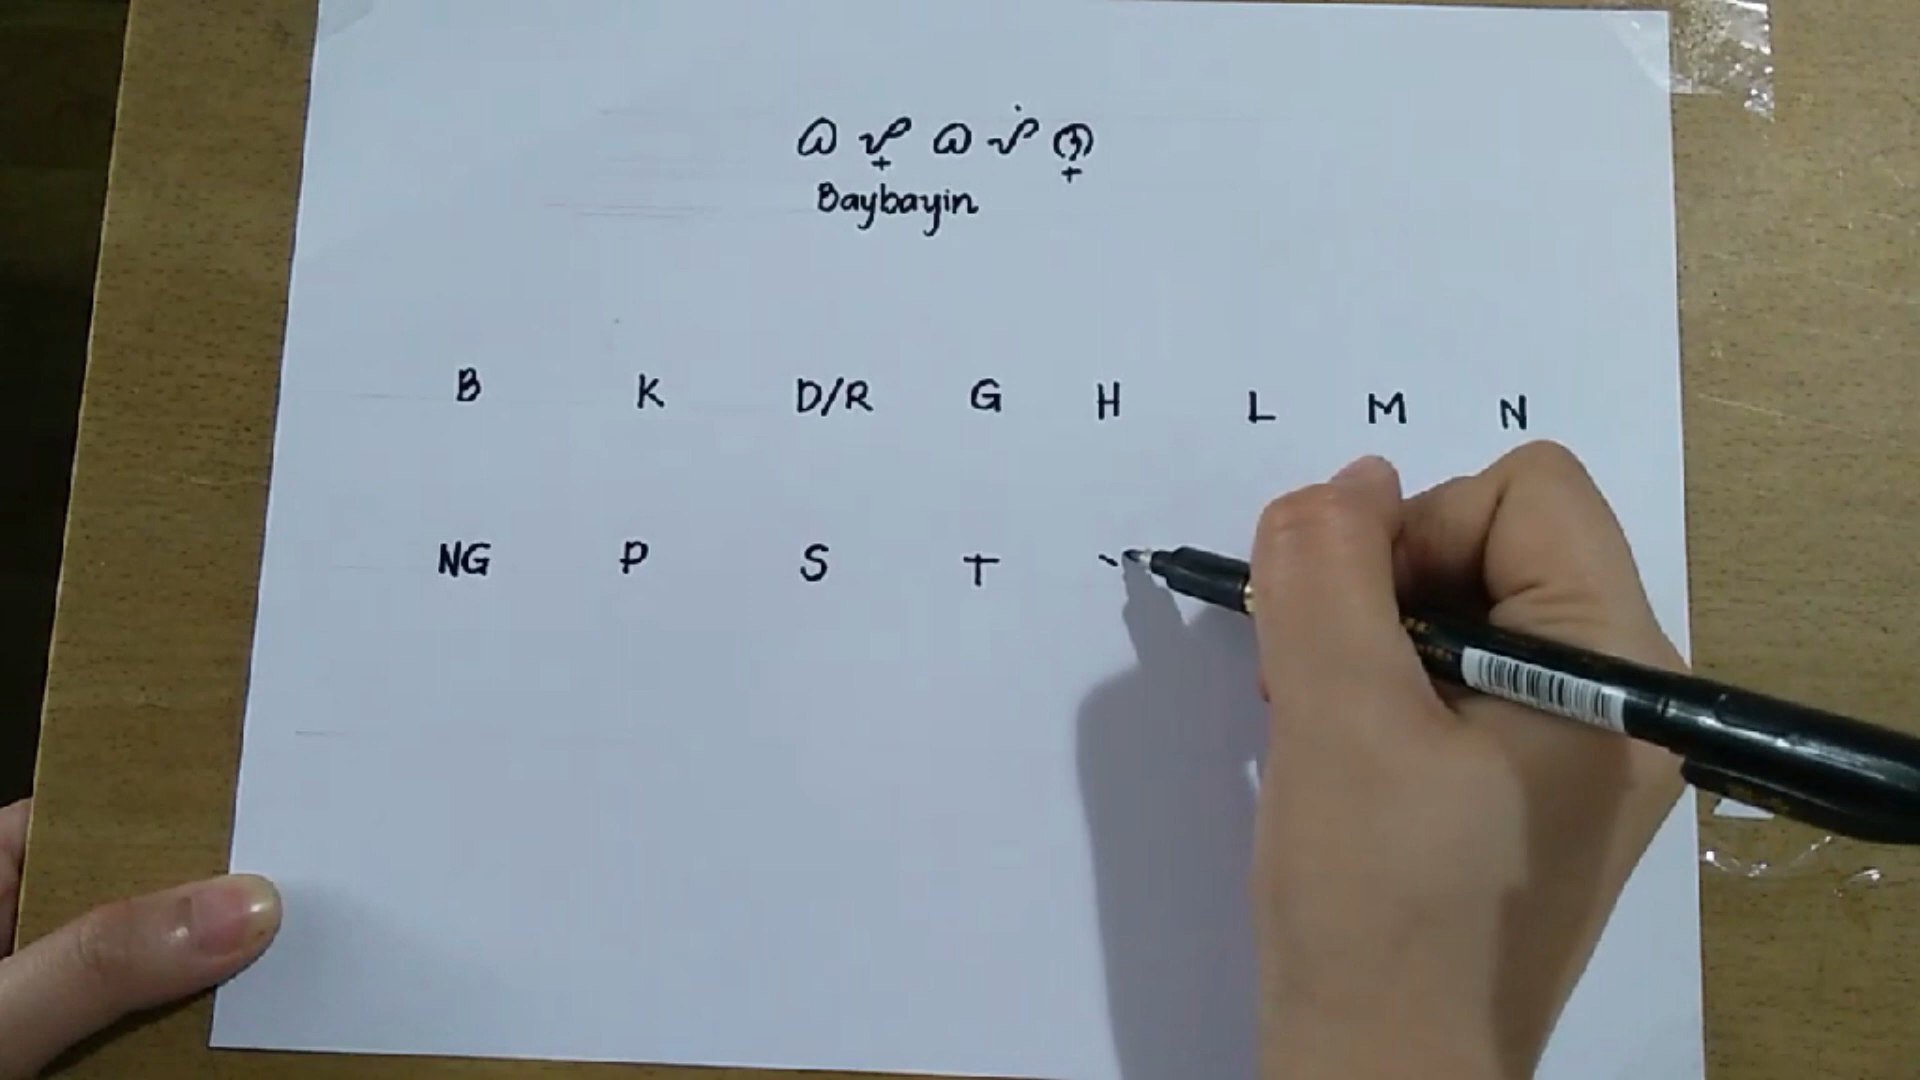 ᜊᜌ᜔ᜊᜌᜒᜈ᜔
Baybayin
B K D/R G H L M N
NG P S T